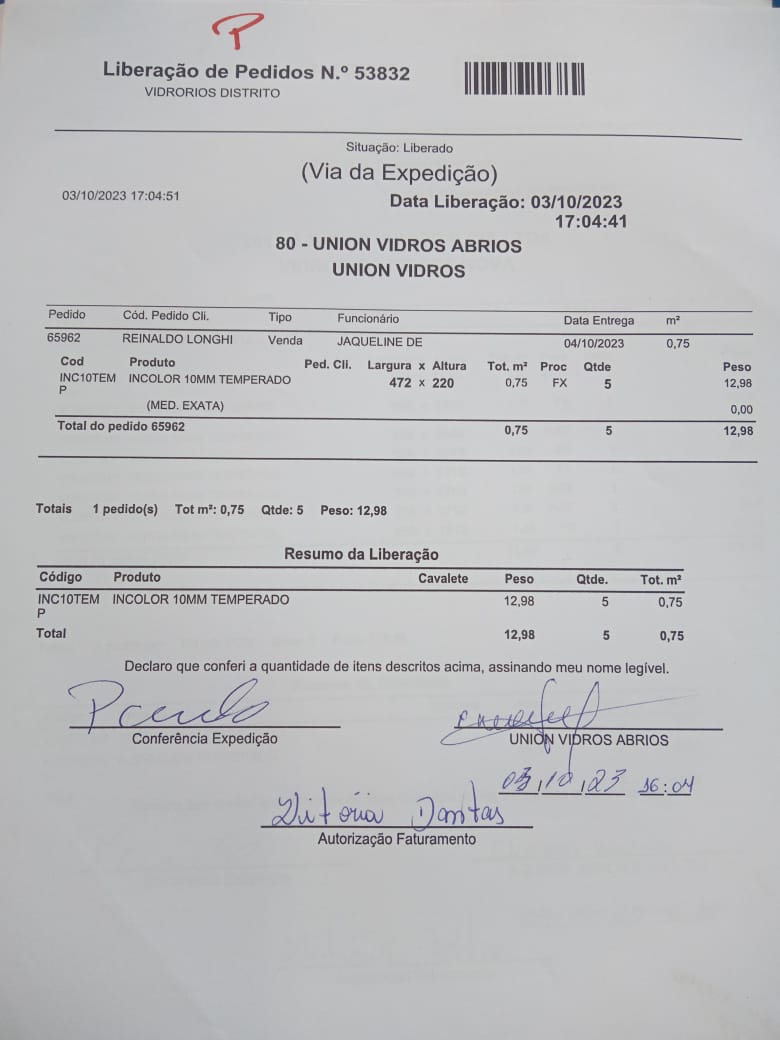 P
Liberação de Pedidos N.º 53832
VIDRORIOS DISTRITO
Situação: Liberado
(Via da Expedição)
03/10/2023 17:04:51
Data Liberação: 03/10/2023
17:04:41
80 - UNION VIDROS ABRIOS
UNION VIDROS
Pedido Cód. Pedido Cli. Tipo Funcionário Data Entrega m²
65962 REINALDO LONGHI Venda JAQUELINE DE 04/10/2023 0,75
Cod Produto Ped. Cli. Largura x Altura Tot. m² Proc Qtde Peso
INC10TEM INCOLOR 10MM TEMPERADO 472 x 220 0,75 FX 5 12,98
P
(MED. EXATA) 0,00
Total do pedido 65962 0,75 5 12,98
Totais 1 pedido(s) Tot m²: 0,75 Qtde: 5 Peso: 12,98
Resumo da Liberação
Código Produto Cavalete Peso Qtde. Tot. m²
INC10TEM INCOLOR 10MM TEMPERADO 12,98 5 0,75
P
Total 12,98 5 0,75
Declaro que conferi a quantidade de itens descritos acima, assinando meu nome legível.
Conferência Expedição UNION VIDROS ABRIOS
03,10,23 16:04
Vitória Dantas
Autorização Faturamento